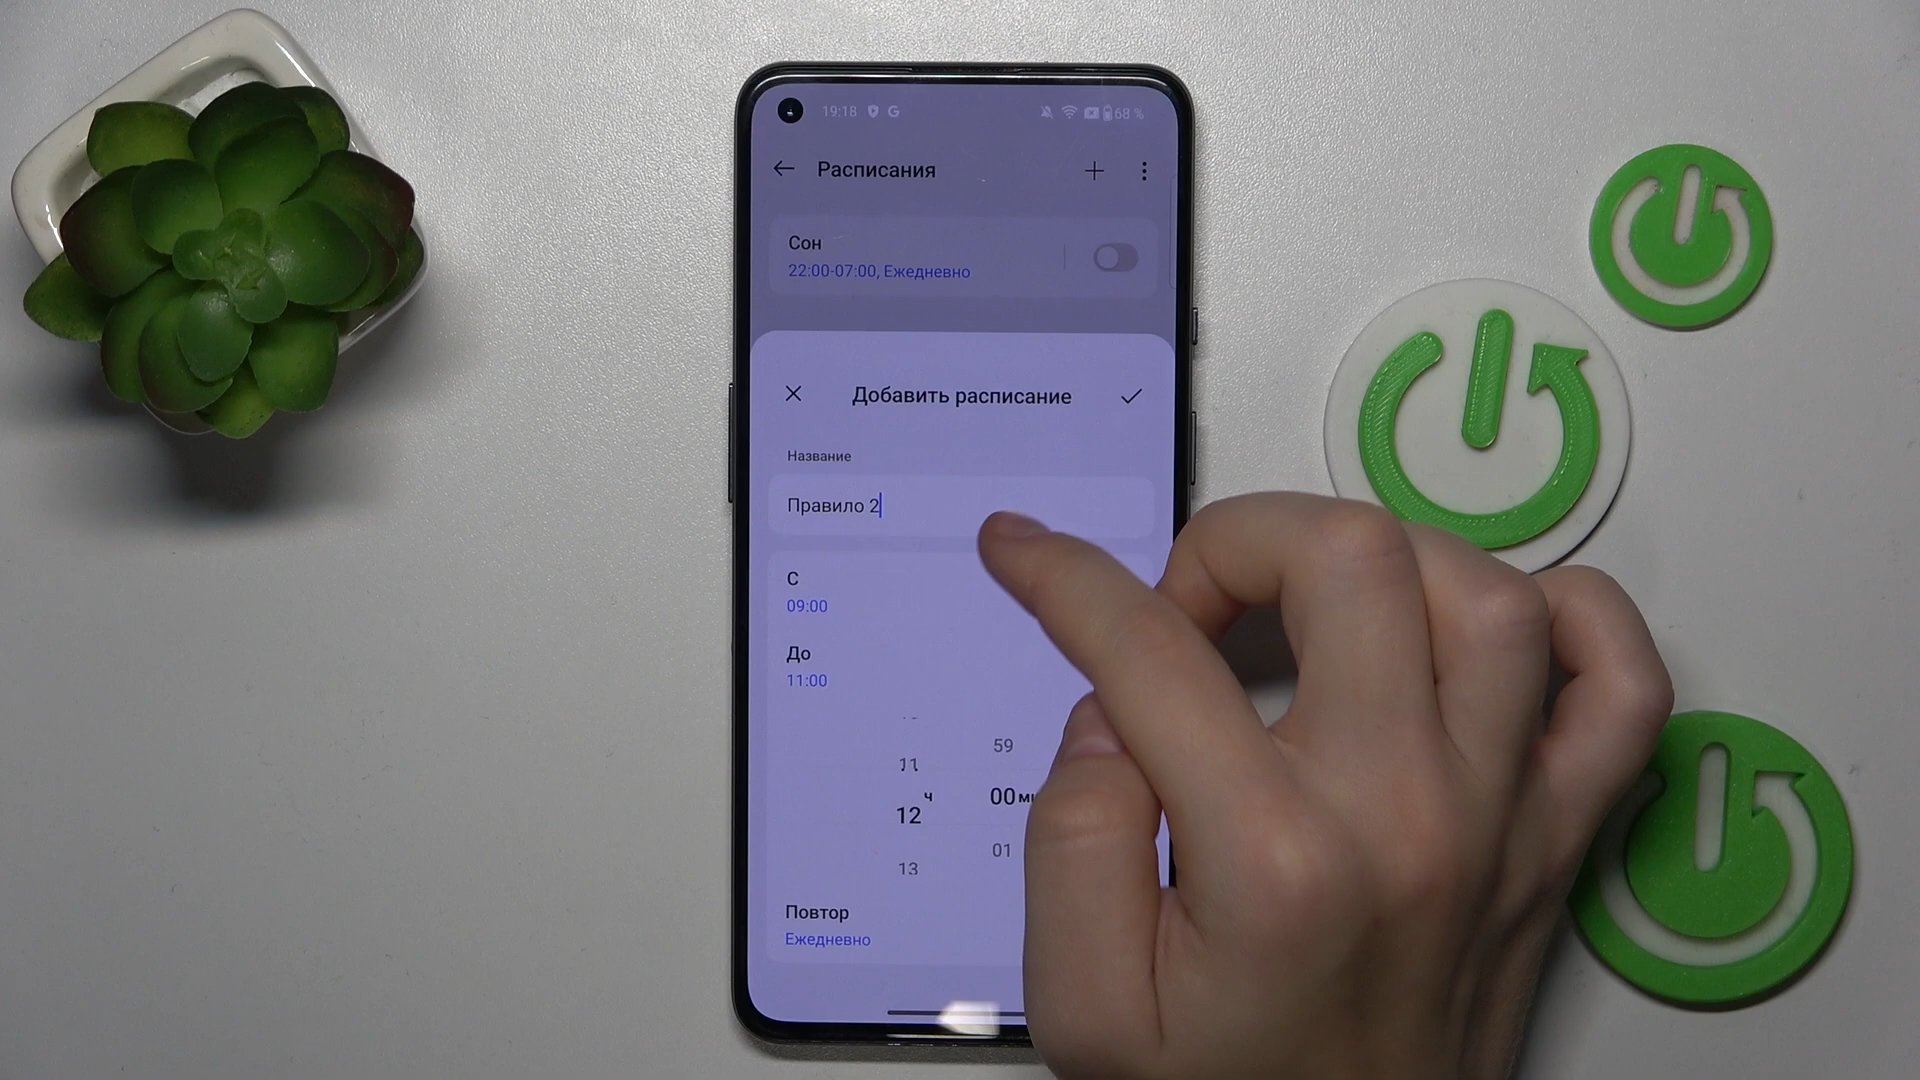 19:18 G 68 %
Расписания
Сон
22:00-07:00, Ежедневно
Добавить расписание
Название
Правило 2
С
09:00
До
11:00
59
11
12 ч 00
13 01
Повтор
Ежедневно